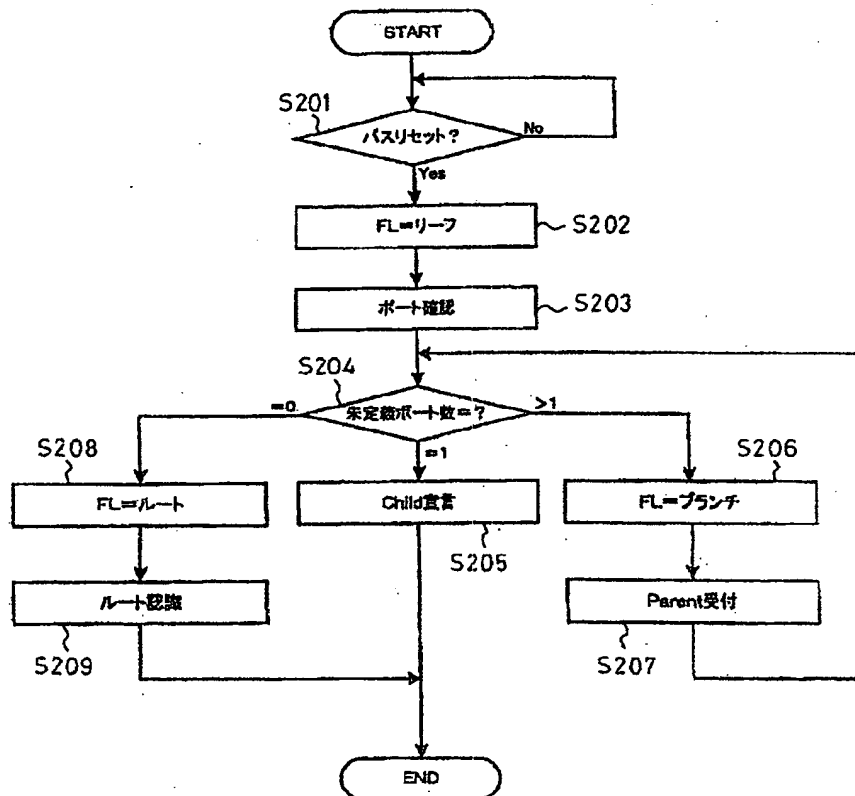 START
S201
バスリセット?
No
Yes
FL=リーフ
S202
ポート確認
S203
S204
未定義ポート数=?
=0
=1
>1
S208
FL=ルート
Child宣言
S205
S206
FL=ブランチ
ルート認識
S209
Parent受付
S207
END